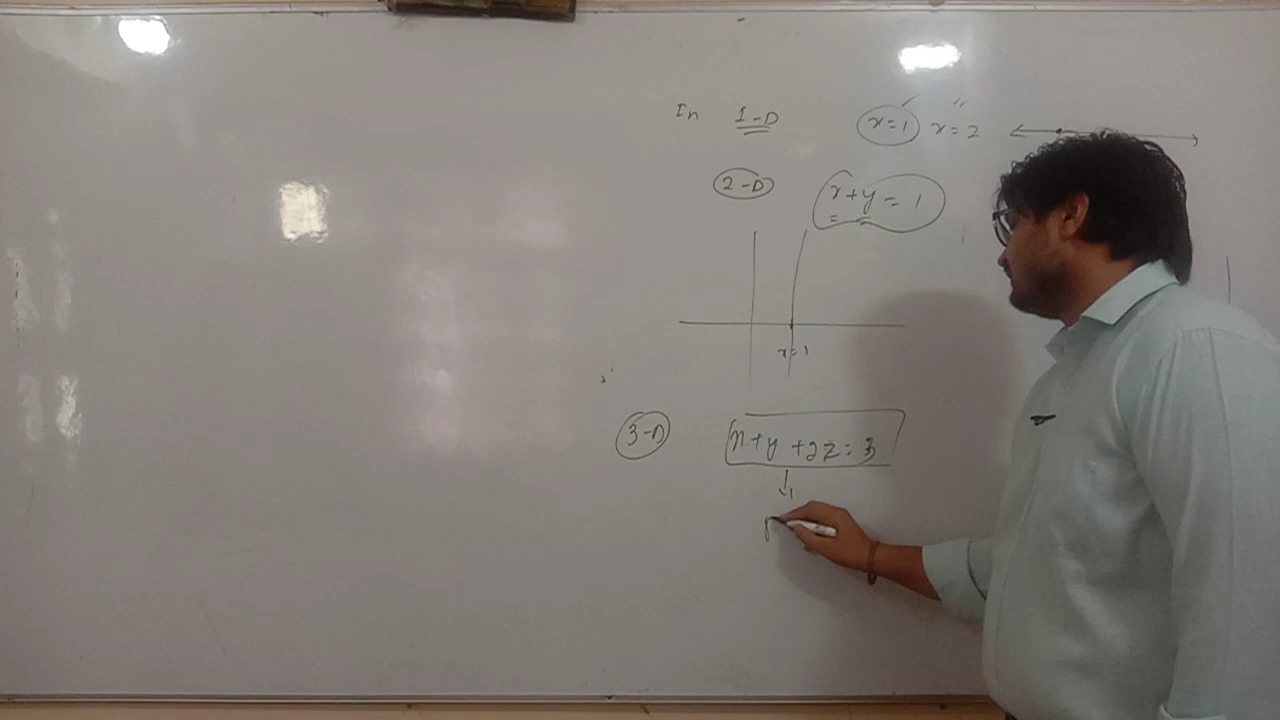 In 1-D x=1 x=2
2-D x+y=1
x=1
3-D x+y+2z=3